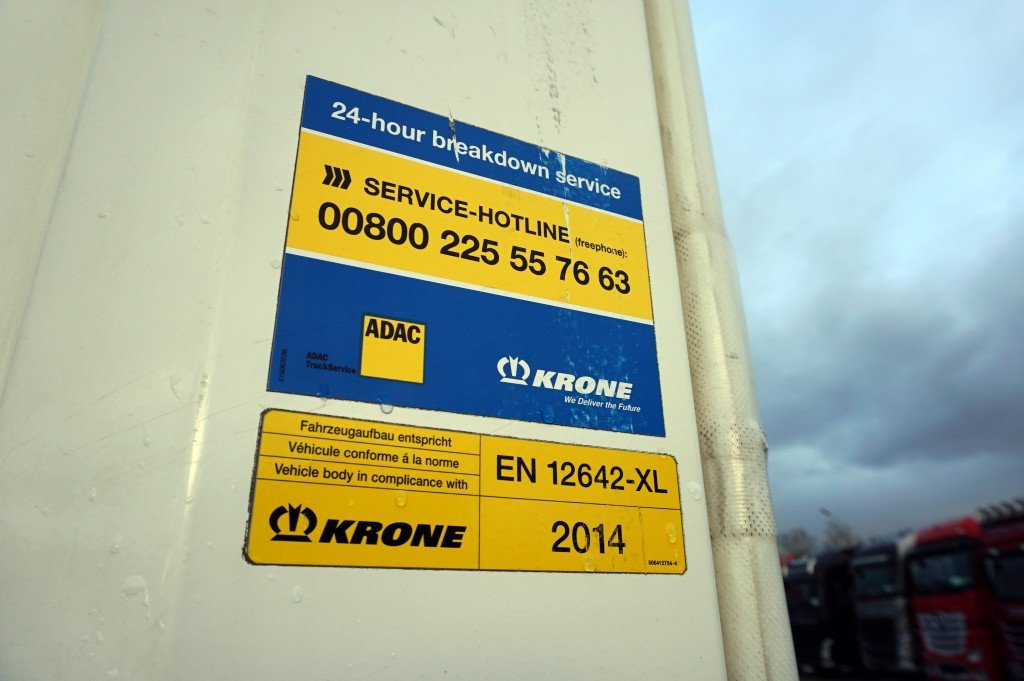 24-hour breakdown service
SERVICE-HOTLINE (freephone):
00800 225 55 76 63
ADAC
ADAC
TruckService
KRONE
We Deliver the Future
Fahrzeugaufbau entspricht
Véhicule conforme á la norme
Vehicle body in complicance with
EN 12642-XL
KRONE
2014